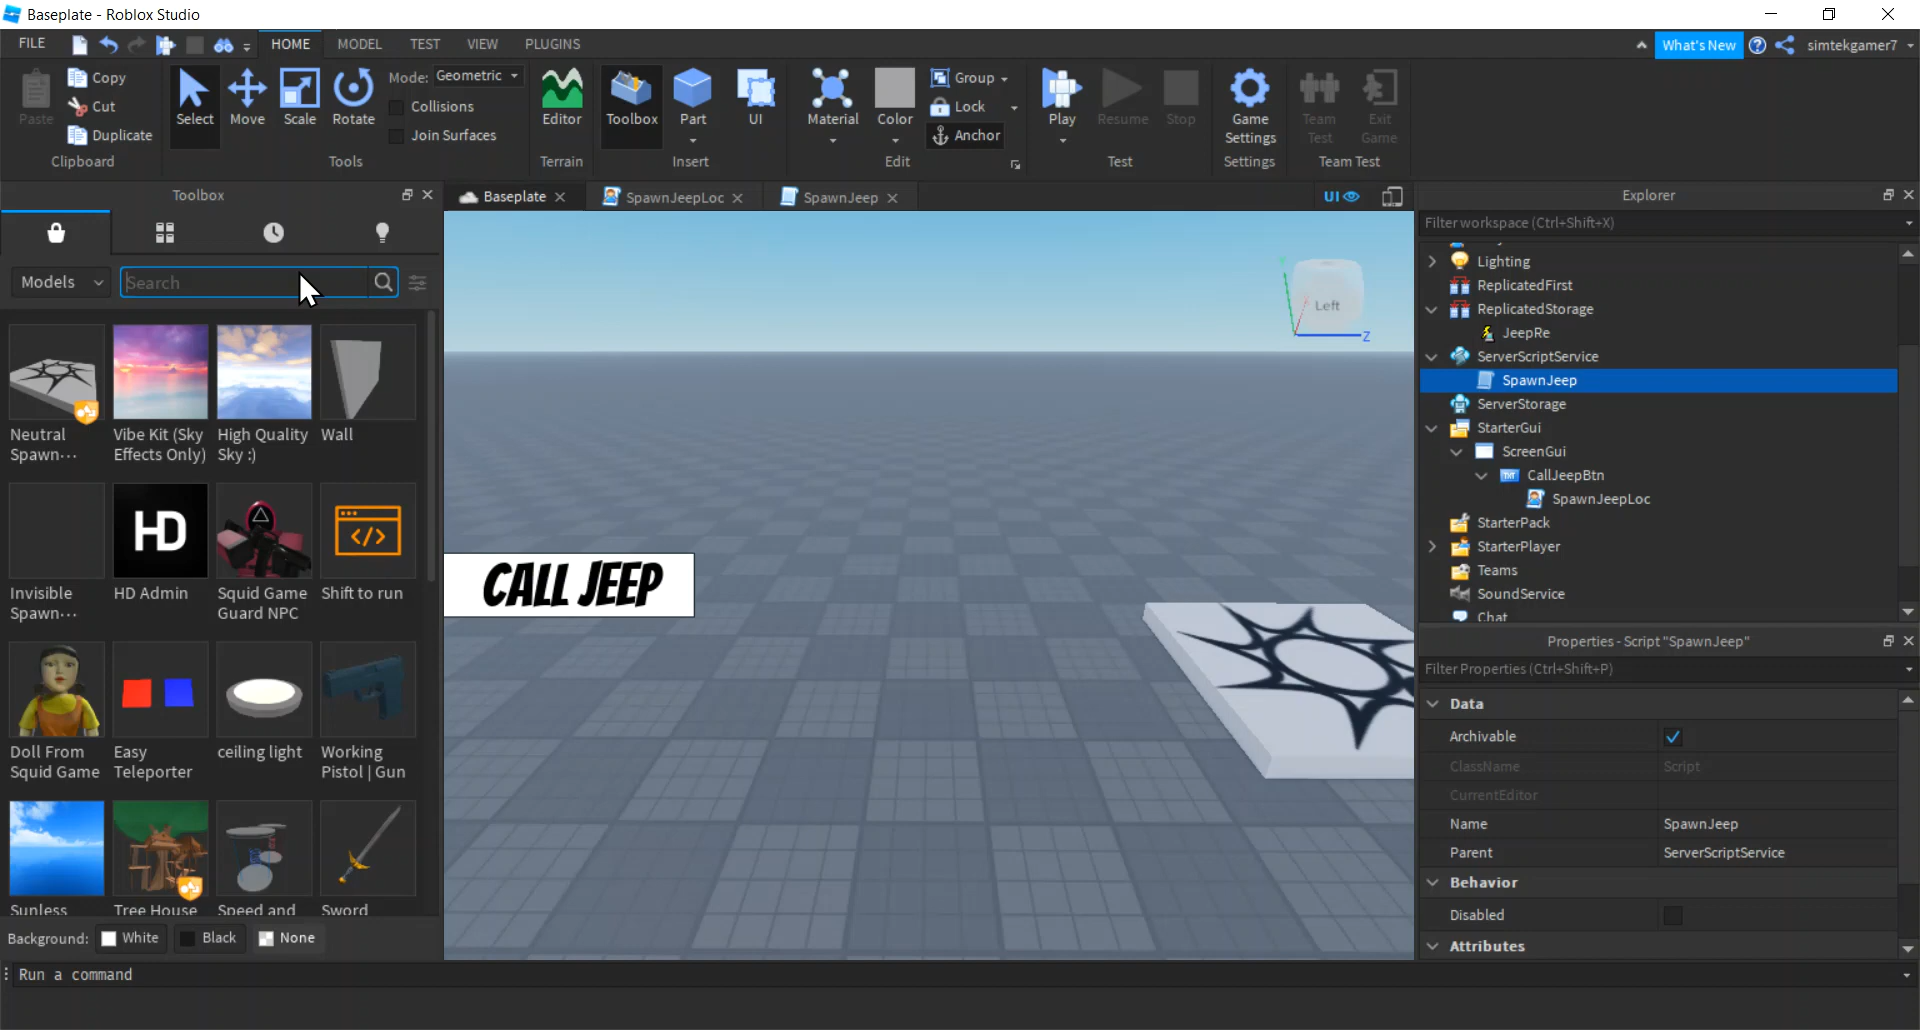 Baseplate - Roblox Studio
FILE
HOME
MODEL
TEST
VIEW
PLUGINS
What's New
simtekgamer7
Paste
Copy
Cut
Duplicate
Clipboard
Select
Move
Scale
Rotate
Mode: Geometric
Collisions
Join Surfaces
Tools
Editor
Terrain
Toolbox
Part
UI
Insert
Material
Color
Group
Lock
Anchor
Edit
Play
Resume
Stop
Test
Game
Settings
Settings
Team
Test
Exit
Game
Team Test
Toolbox
Models
Search
Neutral
Spawn...
Vibe Kit (Sky
Effects Only)
High Quality
Sky :)
Wall
Invisible
Spawn...
HD
HD Admin
Squid Game
Guard NPC
Shift to run
Doll From
Squid Game
Easy
Teleporter
ceiling light
Working
Pistol | Gun
Sunless
Tree House
Speed and
Sword
Background:
White
Black
None
Run a command
Baseplate
SpawnJeepLoc
SpawnJeep
UI
Left
Y
Z
CALL JEEP
Explorer
Filter workspace (Ctrl+Shift+X)
Lighting
ReplicatedFirst
ReplicatedStorage
JeepRe
ServerScriptService
SpawnJeep
ServerStorage
StarterGui
ScreenGui
TXT
CallJeepBtn
SpawnJeepLoc
StarterPack
StarterPlayer
Teams
SoundService
Chat
Properties - Script "SpawnJeep"
Filter Properties (Ctrl+Shift+P)
Data
Archivable
ClassName Script
CurrentEditor
Name SpawnJeep
Parent ServerScriptService
Behavior
Disabled
Attributes